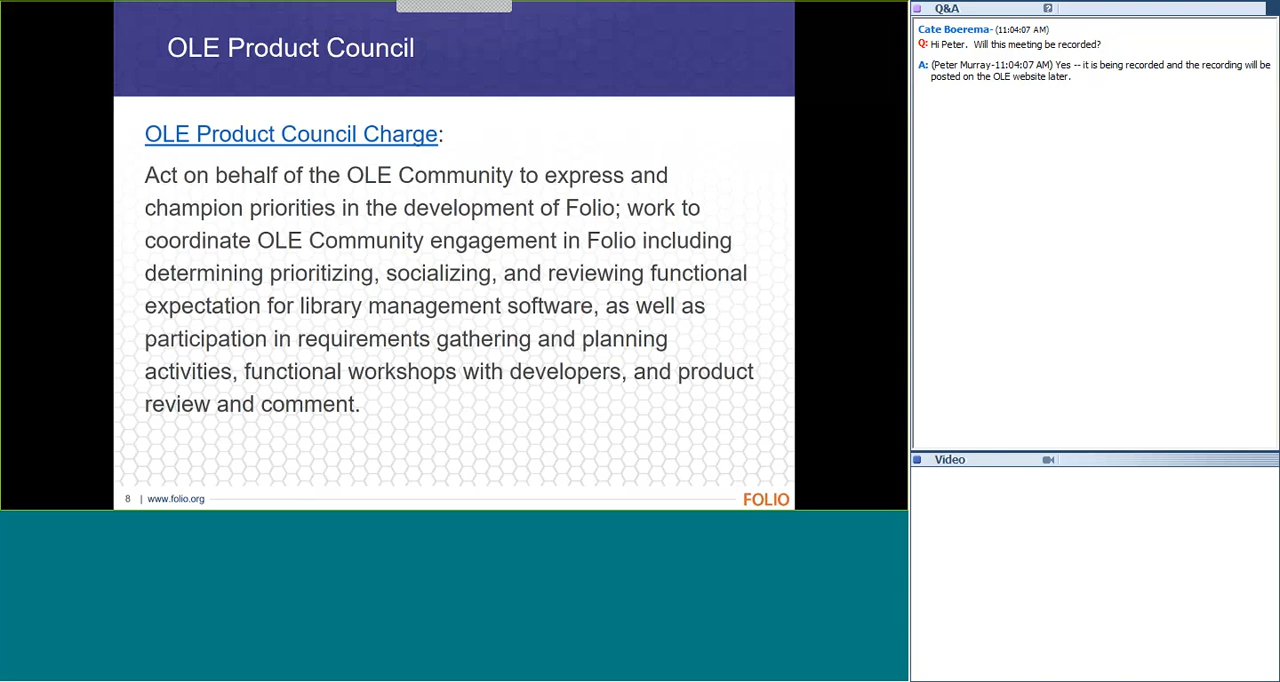 OLE Product Council
OLE Product Council Charge:
Act on behalf of the OLE Community to express and
champion priorities in the development of Folio; work to
coordinate OLE Community engagement in Folio including
determining prioritizing, socializing, and reviewing functional
expectation for library management software, as well as
participation in requirements gathering and planning
activities, functional workshops with developers, and product
review and comment.
8 | www.folio.org
FOLIO
Q&A
?
Cate Boerema- (11:04:07 AM)
Q: Hi Peter. Will this meeting be recorded?
A: (Peter Murray-11:04:07 AM) Yes -- it is being recorded and the recording will be
posted on the OLE website later.
Video